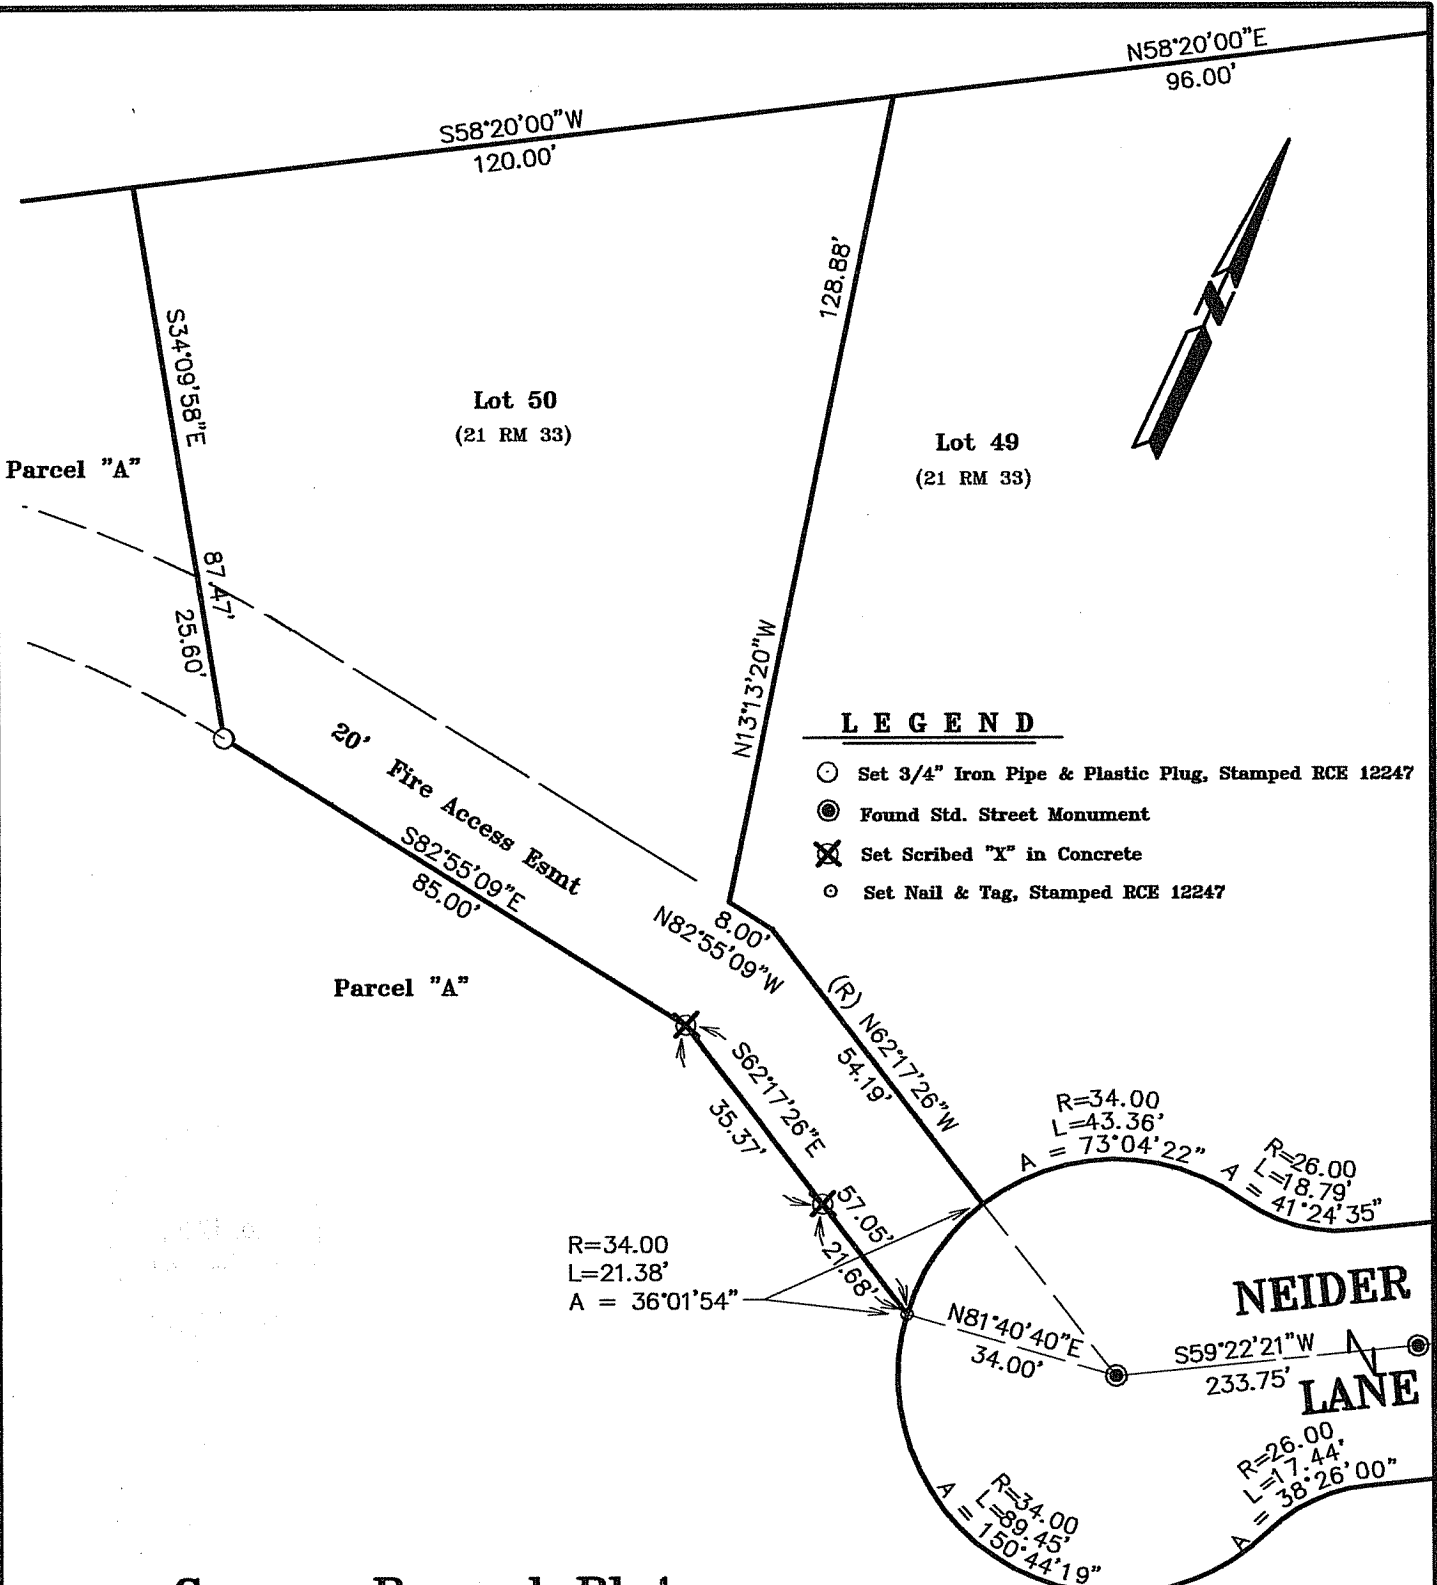 N58°20'00"E
96.00'
S58°20'00"W
120.00'
128.88'
S34°09'58"E
Lot 50
(21 RM 33)
Lot 49
(21 RM 33)
Parcel "A"
87.47'
25.60'
N13°13'20"W
20' Fire Access Esmt
LEGEND
Set 3/4" Iron Pipe & Plastic Plug, Stamped RCE 12247
Found Std. Street Monument
Set Scribed "X" in Concrete
Set Nail & Tag, Stamped RCE 12247
S82°55'09"E
85.00'
8.00'
N82°55'09"W
Parcel "A"
(R) N62°17'26"W
54.19'
S62°17'26"E
35.37'
57.05'
21.68'
R=34.00
L=43.36'
A = 73°04'22"
R=26.00
L=18.79'
A = 41°24'35"
R=34.00
L=21.38'
A = 36°01'54"
N81°40'40"E
34.00'
NEIDER
S59°22'21"W
233.75'
N
LANE
R=26.00
L=17.44'
A = 38°26'00"
R=34.00
L=89.45'
A = 150°44'19"